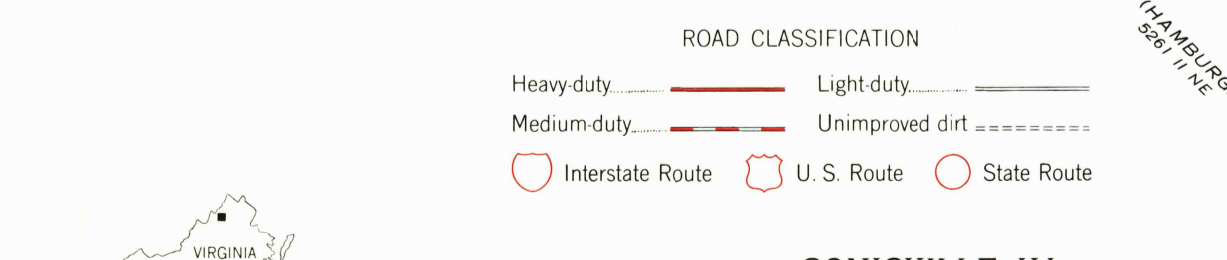 ROAD CLASSIFICATION
Heavy-duty
Light-duty
Medium-duty
Unimproved dirt
Interstate Route
U. S. Route
State Route
(HAMBURG
5261 II NE
VIRGINIA